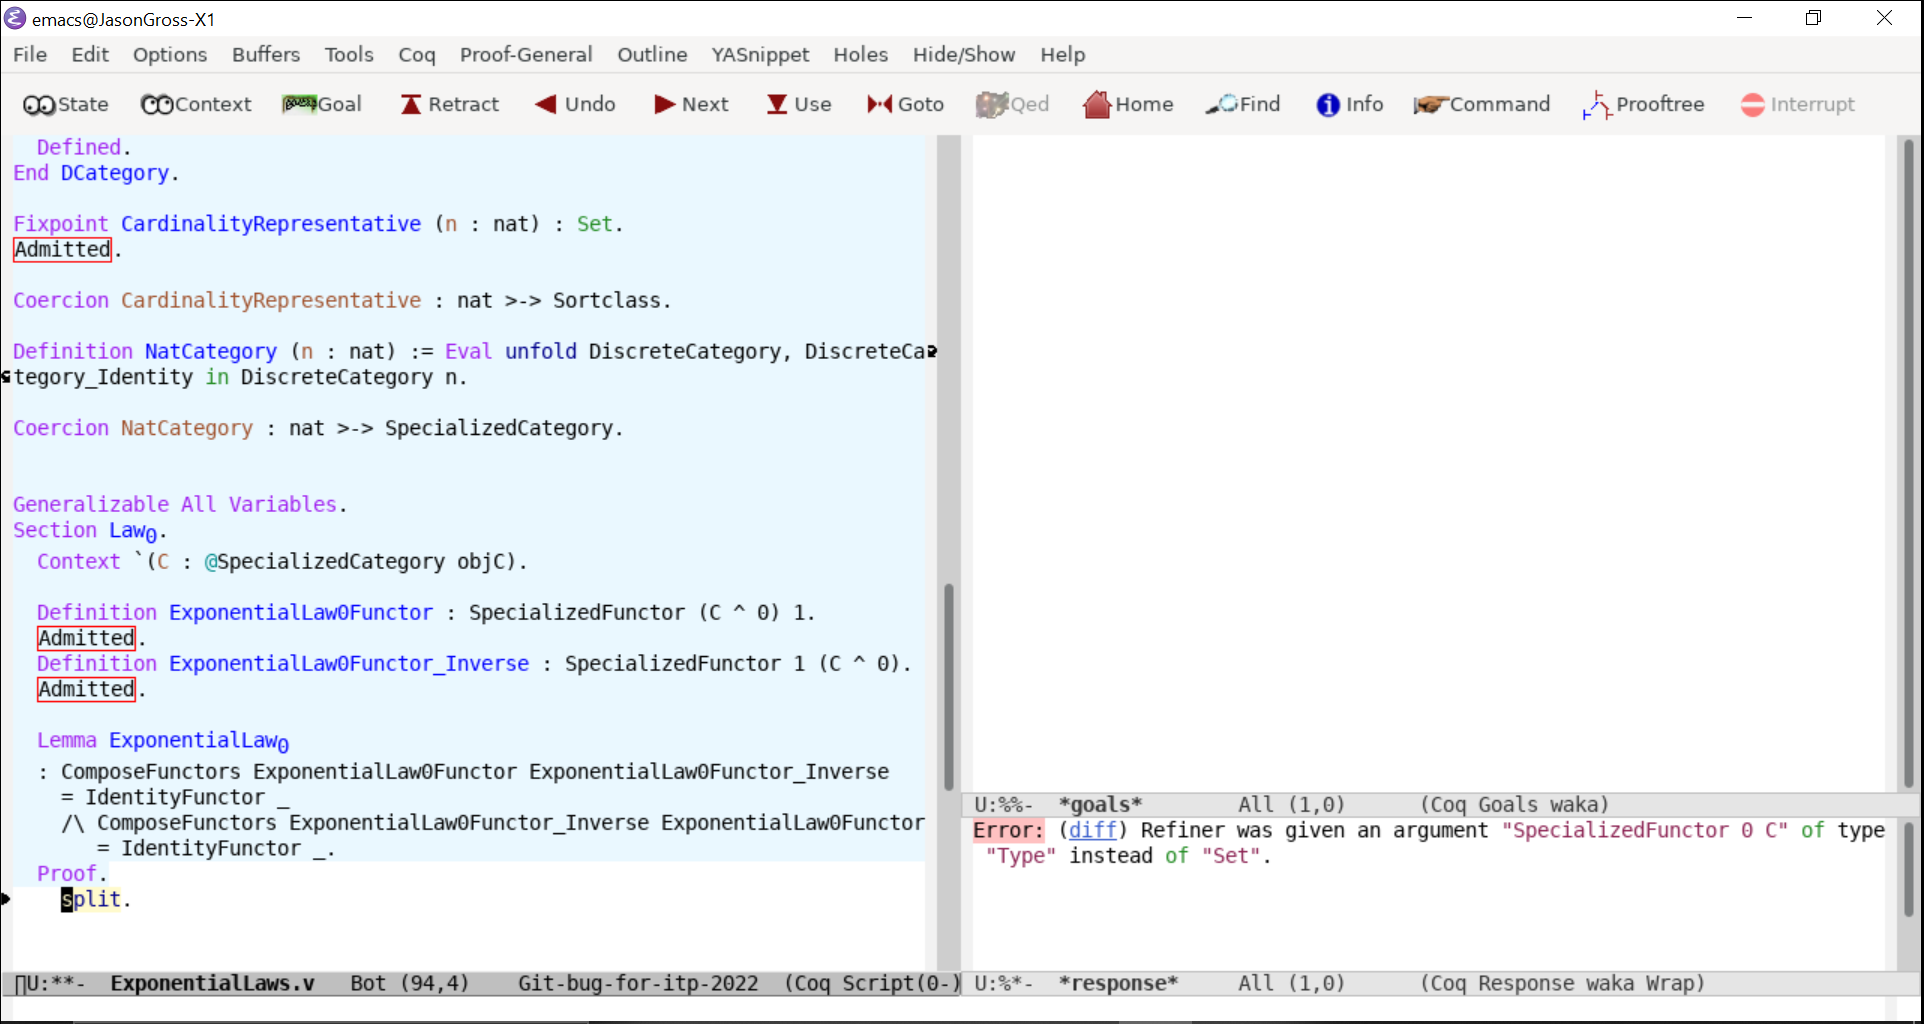 emacs@JasonGross-X1
File Edit Options Buffers Tools Coq Proof-General Outline YASnippet Holes Hide/Show Help
State Context Goal Retract Undo Next Use Goto Qed Home Find Info Command Prooftree Interrupt
  Defined.
End DCategory.
Fixpoint CardinalityRepresentative (n : nat) : Set.
Admitted.
Coercion CardinalityRepresentative : nat >-> Sortclass.
Definition NatCategory (n : nat) := Eval unfold DiscreteCategory, DiscreteCa
tegory_Identity in DiscreteCategory n.
Coercion NatCategory : nat >-> SpecializedCategory.
Generalizable All Variables.
Section Law₀.
  Context `(C : @SpecializedCategory objC).
  Definition ExponentialLaw0Functor : SpecializedFunctor (C ^ 0) 1.
  Admitted.
  Definition ExponentialLaw0Functor_Inverse : SpecializedFunctor 1 (C ^ 0).
  Admitted.
  Lemma ExponentialLaw₀
  : ComposeFunctors ExponentialLaw0Functor ExponentialLaw0Functor_Inverse
    = IdentityFunctor _
    /\ ComposeFunctors ExponentialLaw0Functor_Inverse ExponentialLaw0Functor
       = IdentityFunctor _.
  Proof.
    split.
U:**-  ExponentialLaws.v   Bot (94,4)   Git-bug-for-itp-2022  (Coq Script(0-)
U:%%-  *goals*        All (1,0)      (Coq Goals waka)
Error: (diff) Refiner was given an argument "SpecializedFunctor 0 C" of type
 "Type" instead of "Set".
U:%*-  *response*     All (1,0)      (Coq Response waka Wrap)